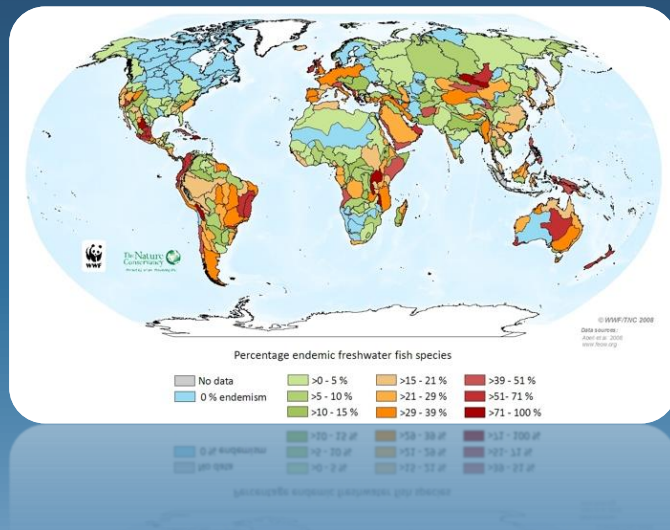 WWF
The Nature
Conservancy
© WWF/TNC 2008
Data sources:
www.feow.org
Percentage endemic freshwater fish species
No data
0 % endemism
>0 - 5 %
>5 - 10 %
>10 - 15 %
>15 - 21 %
>21 - 29 %
>29 - 39 %
>39 - 51 %
>51 - 71 %
>71 - 100 %